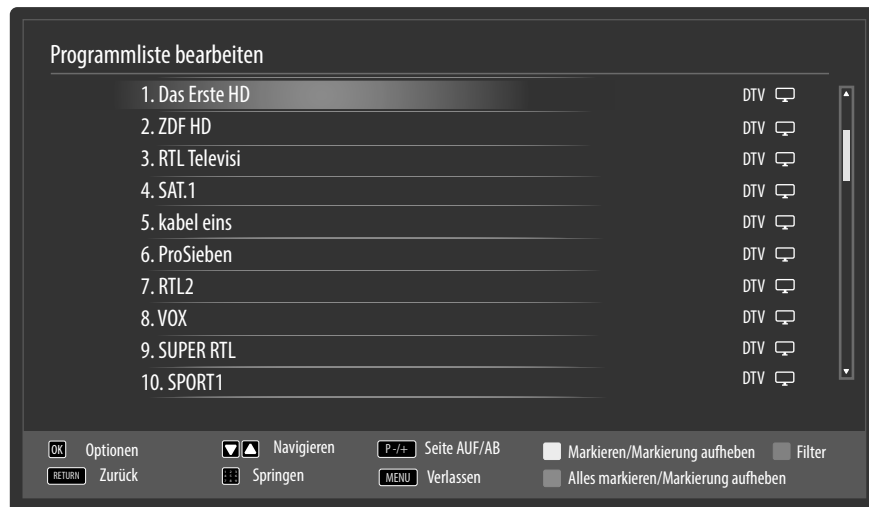 Programmliste bearbeiten
1. Das Erste HD DTV
2. ZDF HD DTV
3. RTL Televisi DTV
4. SAT.1 DTV
5. kabel eins DTV
6. ProSieben DTV
7. RTL2 DTV
8. VOX DTV
9. SUPER RTL DTV
10. SPORT1 DTV
OK Optionen Navigieren P -/+ Seite AUF/AB Markieren/Markierung aufheben Filter
RETURN Zurück Springen MENU Verlassen Alles markieren/Markierung aufheben